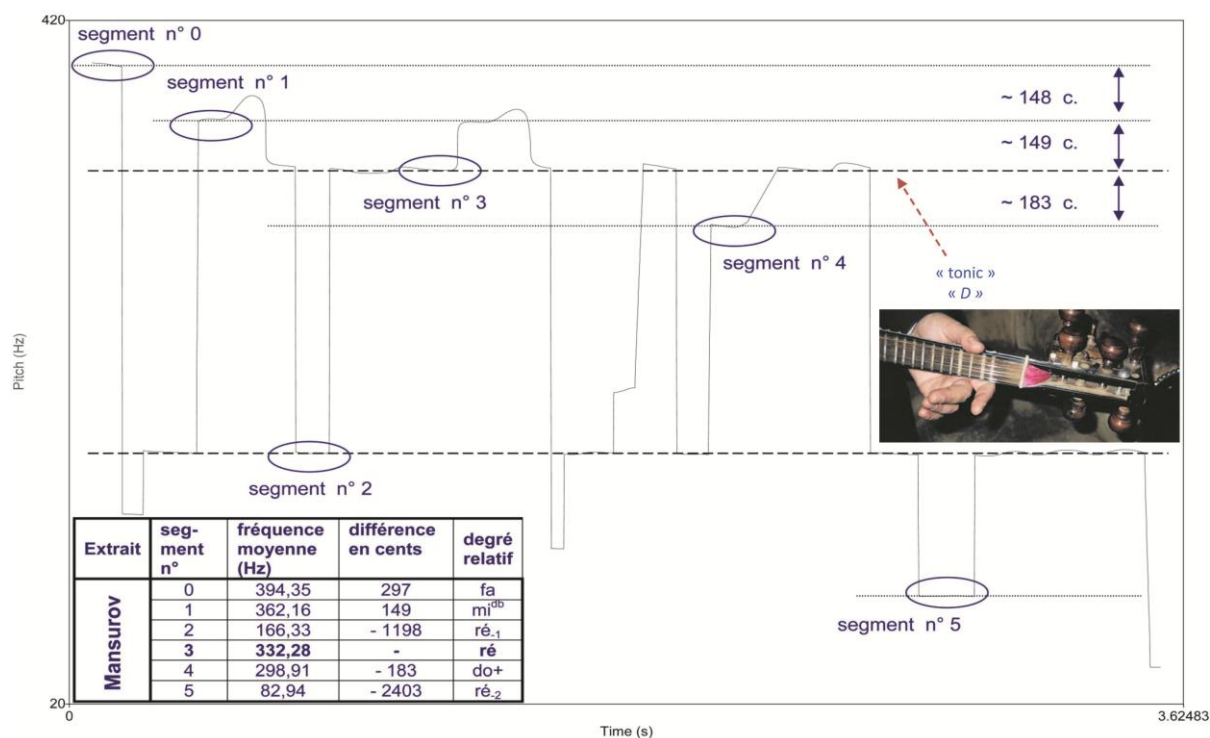 420
segment n° 0
segment n° 1
~ 148 c.
~ 149 c.
segment n° 3
~ 183 c.
segment n° 4
« tonic »
« D »
Pitch (Hz)
segment n° 2
Extrait seg-ment n° fréquence moyenne (Hz) différence en cents degré relatif
Mansurov
0 394,35 297 fa
1 362,16 149 mi^db
2 166,33 - 1198 ré-1
3 332,28 - ré
4 298,91 - 183 do+
5 82,94 - 2403 ré-2
segment n° 5
20
0
3.62483
Time (s)